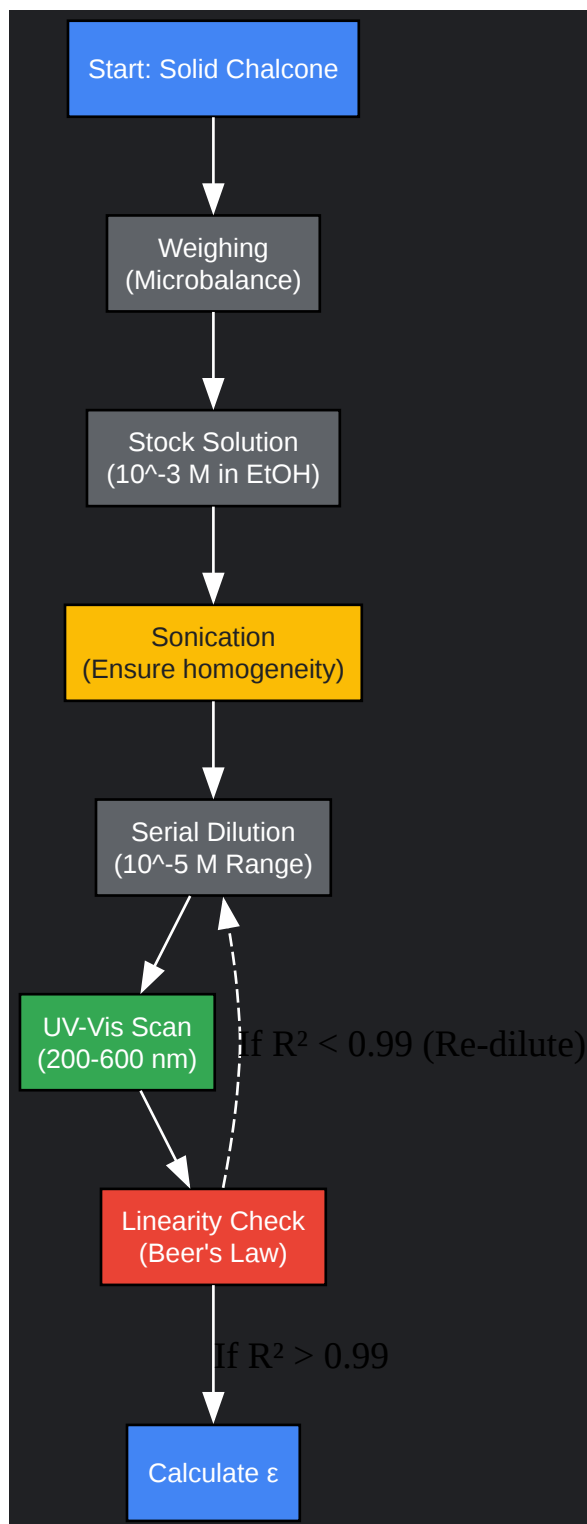 Start: Solid Chalcone
Weighing
(Microbalance)
Stock Solution
(10^-3 M in EtOH)
Sonication
(Ensure homogeneity)
Serial Dilution
(10^-5 M Range)
UV-Vis Scan
(200-600 nm)
If R² < 0.99 (Re-dilute)
Linearity Check
(Beer's Law)
If R² > 0.99
Calculate ε